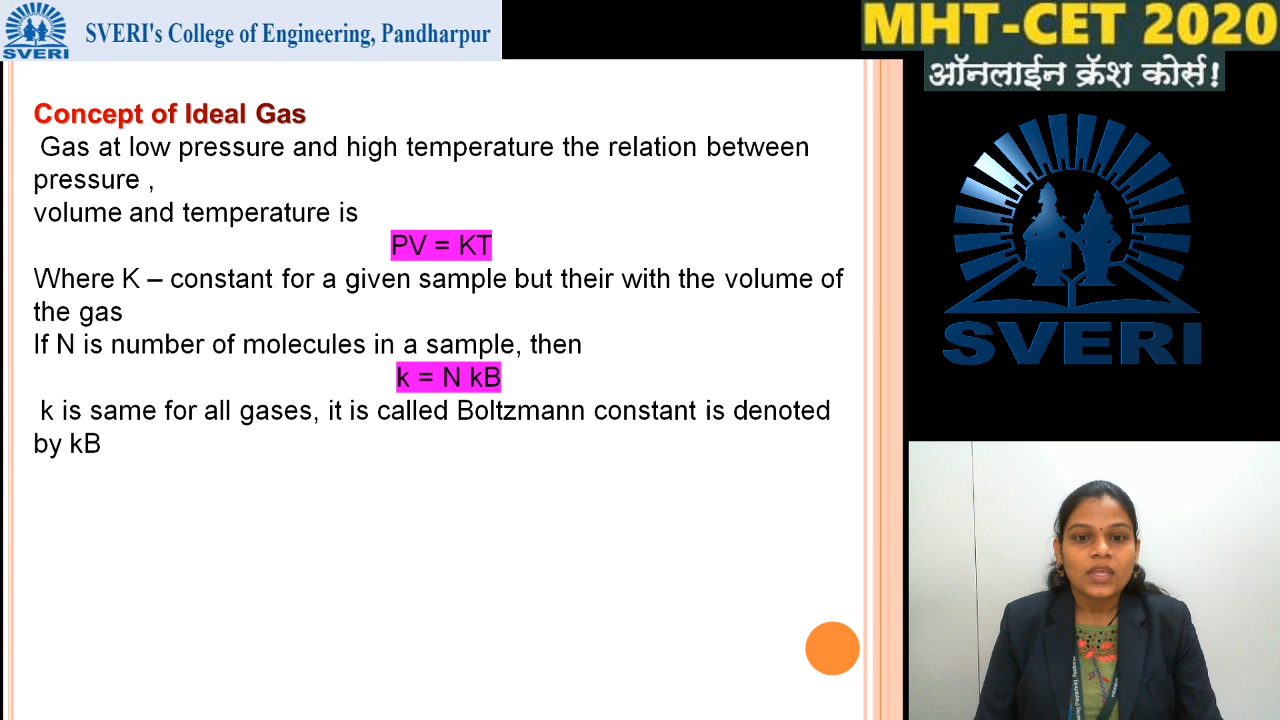 SVERI
SVERI's College of Engineering, Pandharpur
MHT-CET 2020
ऑनलाईन क्रॅश कोर्स!
Concept of Ideal Gas
Gas at low pressure and high temperature the relation between
pressure ,
volume and temperature is
PV = KT
Where K – constant for a given sample but their with the volume of
the gas
If N is number of molecules in a sample, then
k = N kB
k is same for all gases, it is called Boltzmann constant is denoted
by kB
SVERI